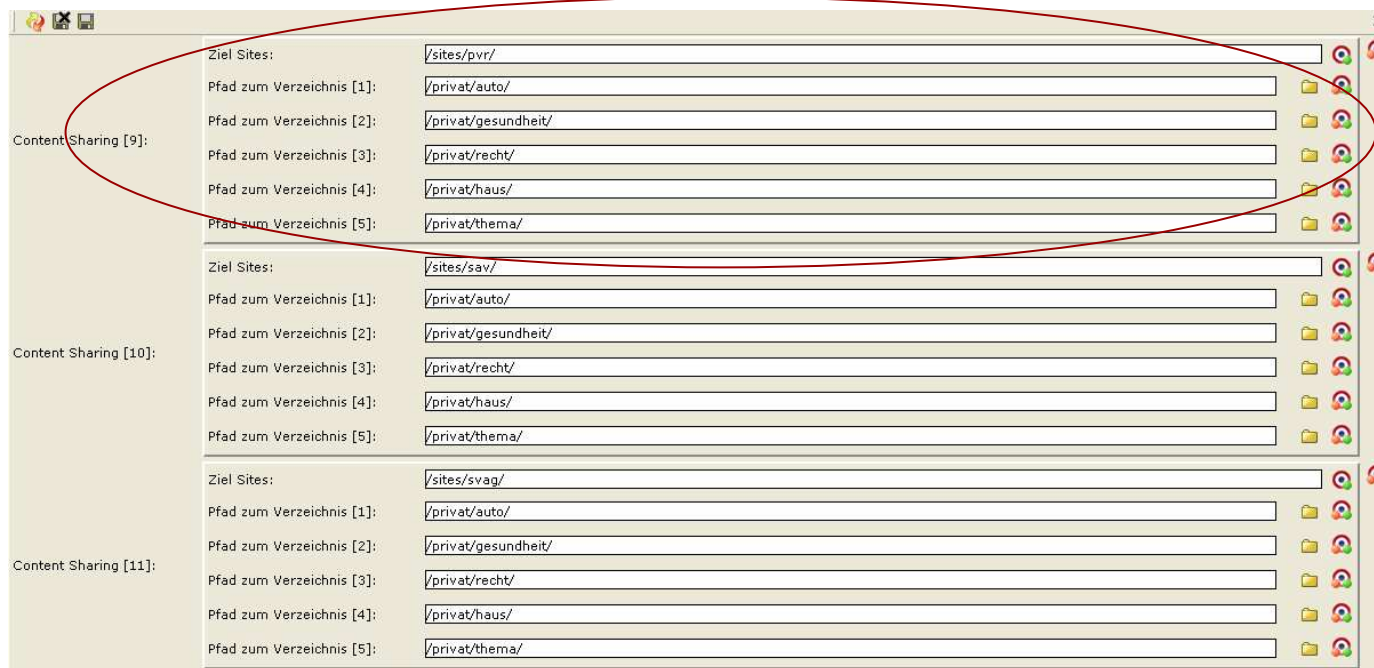 Ziel Sites: /sites/pvr/
Pfad zum Verzeichnis [1]: /privat/auto/
Pfad zum Verzeichnis [2]: /privat/gesundheit/
Content Sharing [9]:
Pfad zum Verzeichnis [3]: /privat/recht/
Pfad zum Verzeichnis [4]: /privat/haus/
Pfad zum Verzeichnis [5]: /privat/thema/
Ziel Sites: /sites/sav/
Pfad zum Verzeichnis [1]: /privat/auto/
Pfad zum Verzeichnis [2]: /privat/gesundheit/
Content Sharing [10]:
Pfad zum Verzeichnis [3]: /privat/recht/
Pfad zum Verzeichnis [4]: /privat/haus/
Pfad zum Verzeichnis [5]: /privat/thema/
Ziel Sites: /sites/svag/
Pfad zum Verzeichnis [1]: /privat/auto/
Pfad zum Verzeichnis [2]: /privat/gesundheit/
Content Sharing [11]:
Pfad zum Verzeichnis [3]: /privat/recht/
Pfad zum Verzeichnis [4]: /privat/haus/
Pfad zum Verzeichnis [5]: /privat/thema/